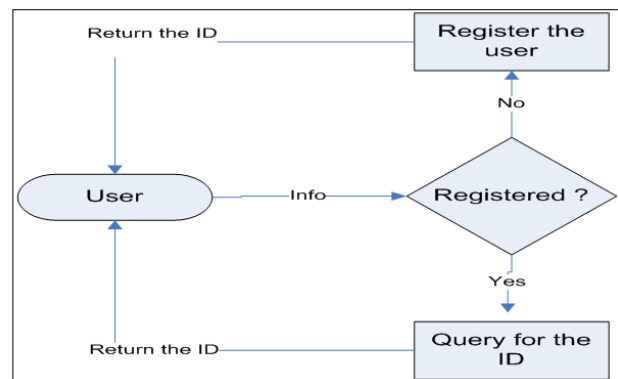 Return the ID
Register the
user
No
User
Info
Registered ?
Yes
Return the ID
Query for the
ID